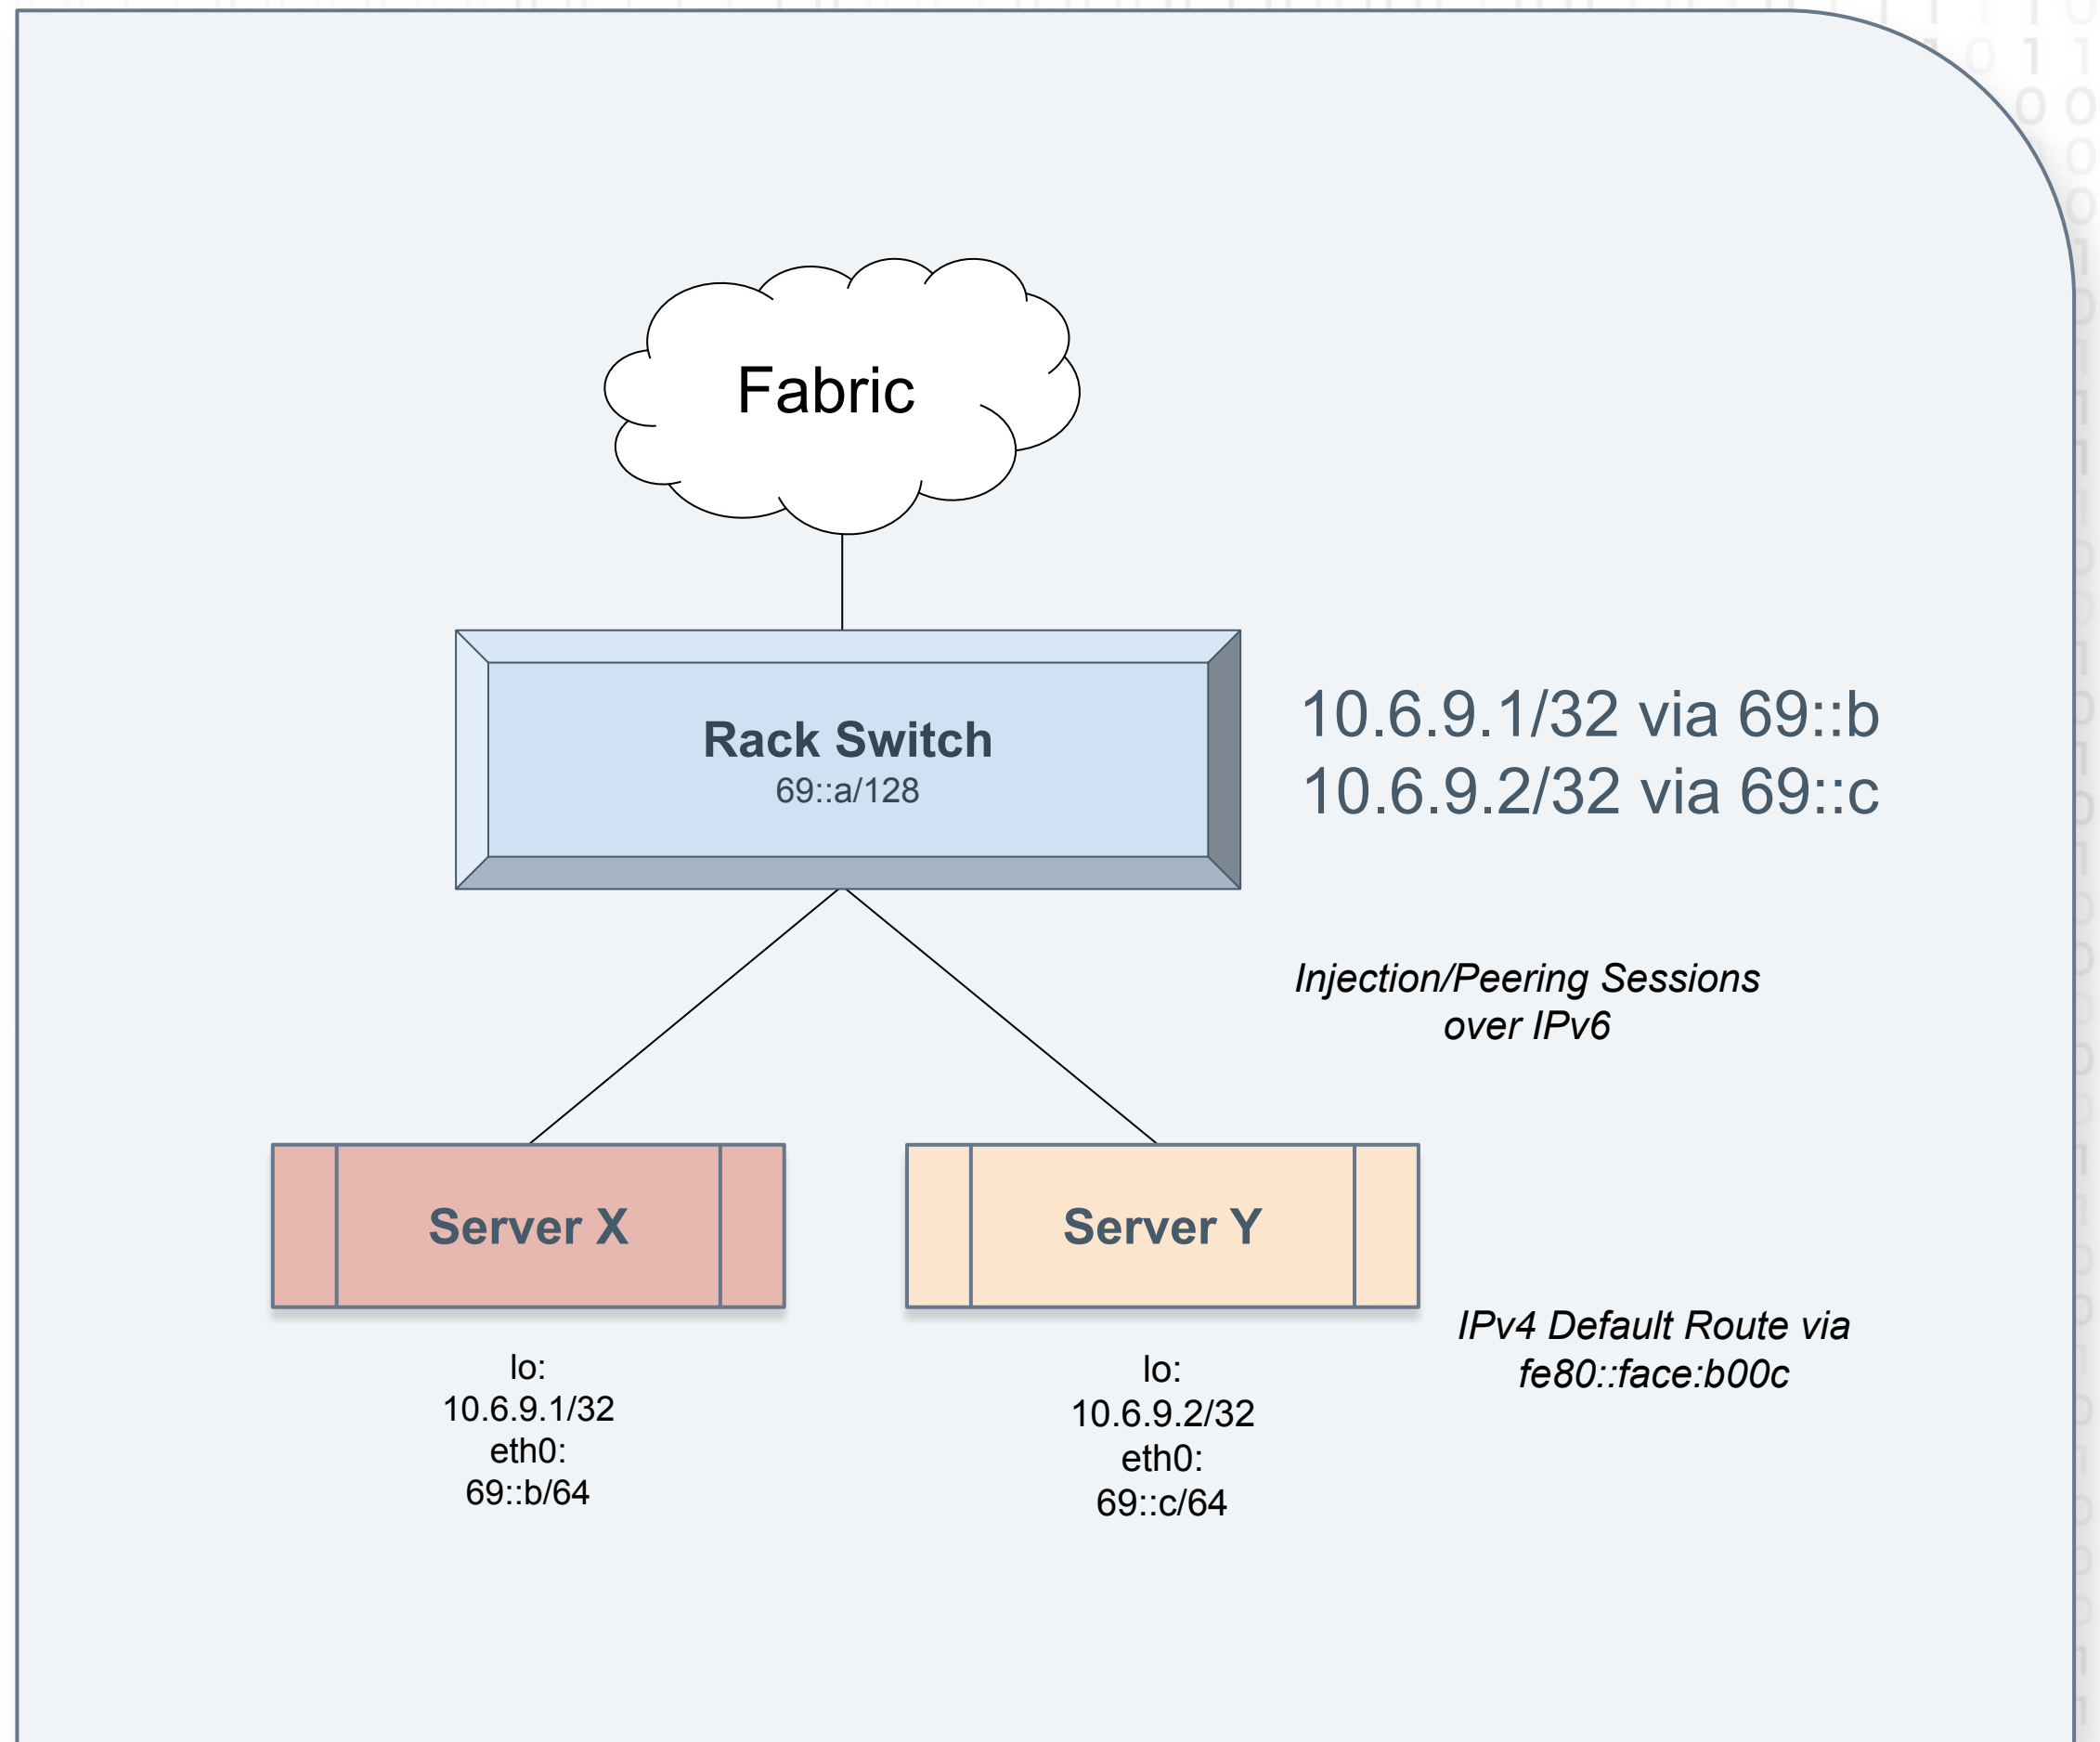 Fabric
Rack Switch
69::a/128
10.6.9.1/32 via 69::b
10.6.9.2/32 via 69::c
Injection/Peering Sessions
over IPv6
Server X
Server Y
lo:
10.6.9.1/32
eth0:
69::b/64
lo:
10.6.9.2/32
eth0:
69::c/64
IPv4 Default Route via
fe80::face:b00c